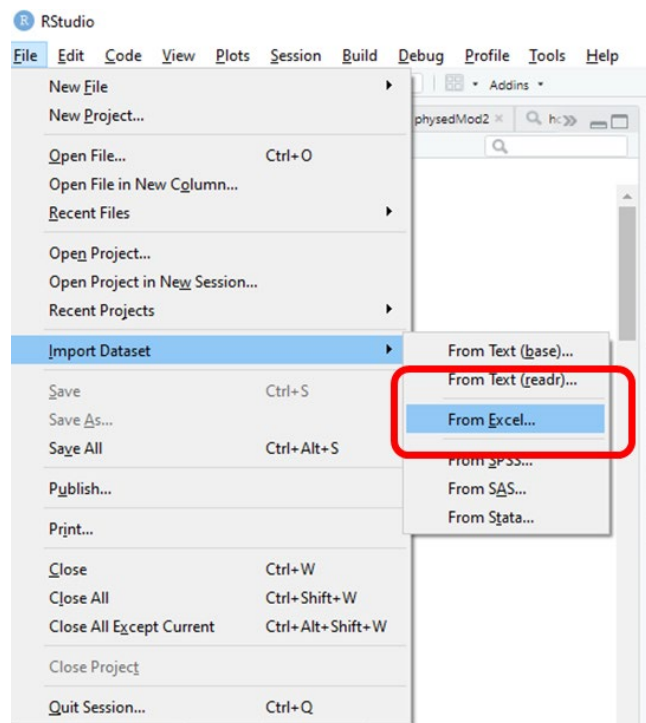 R RStudio
File Edit Code View Plots Session Build Debug Profile Tools Help
Addins
New File
New Project...
physedMod2
Open File... Ctrl+O
Open File in New Column...
Recent Files
Open Project...
Open Project in New Session...
Recent Projects
Import Dataset
From Text (base)...
From Text (readr)...
From Excel...
From SPSS...
From SAS...
From Stata...
Save Ctrl+S
Save As...
Save All Ctrl+Alt+S
Publish...
Print...
Close Ctrl+W
Close All Ctrl+Shift+W
Close All Except Current Ctrl+Alt+Shift+W
Close Project
Quit Session... Ctrl+Q